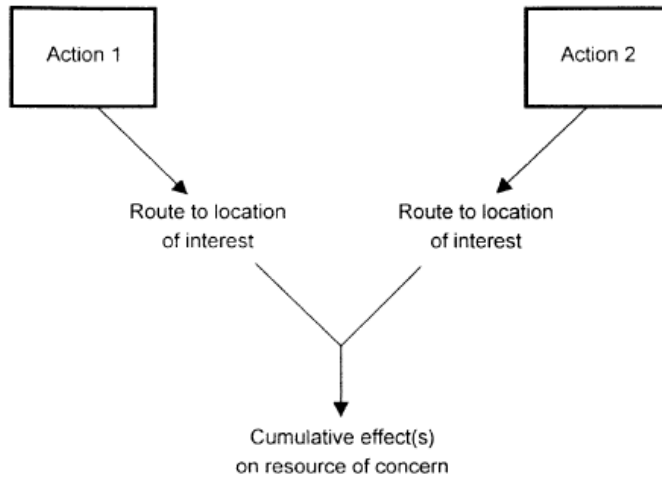 Action 1
Action 2
Route to location
of interest
Route to location
of interest
Cumulative effect(s)
on resource of concern